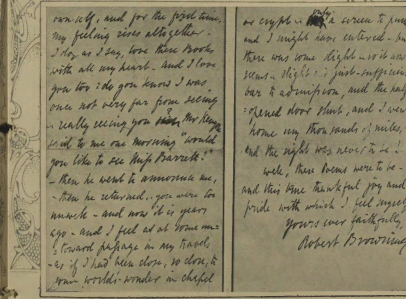 own self, and for the first time,
my feeling rises altogether.
I do, as I say, love these Books
with all my heart - and I love
you too: do you know I was
once not very far from seeing
- really seeing you? Mr Kenyon
said to me one morning "would
you like to see Miss Barrett?"
- then he went to announce me,
- then he returned.. you were too
unwell - and now it is years
ago - and I feel as at some un-
toward passage in my travels
- as if I had been close, so close, to
some world's-wonder in chapel
or crypt, - only a screen to push
and I might have entered - but
there was some slight - so it now
seems - slight & just-sufficient
bar to admission, and the half
-opened door shut, and I went
home my thousands of miles,
and the sight was never to be!
Well, these Poems were to be -
and this true thankful joy and
pride with which I feel myself
Yours ever faithfully,
Robert Browning